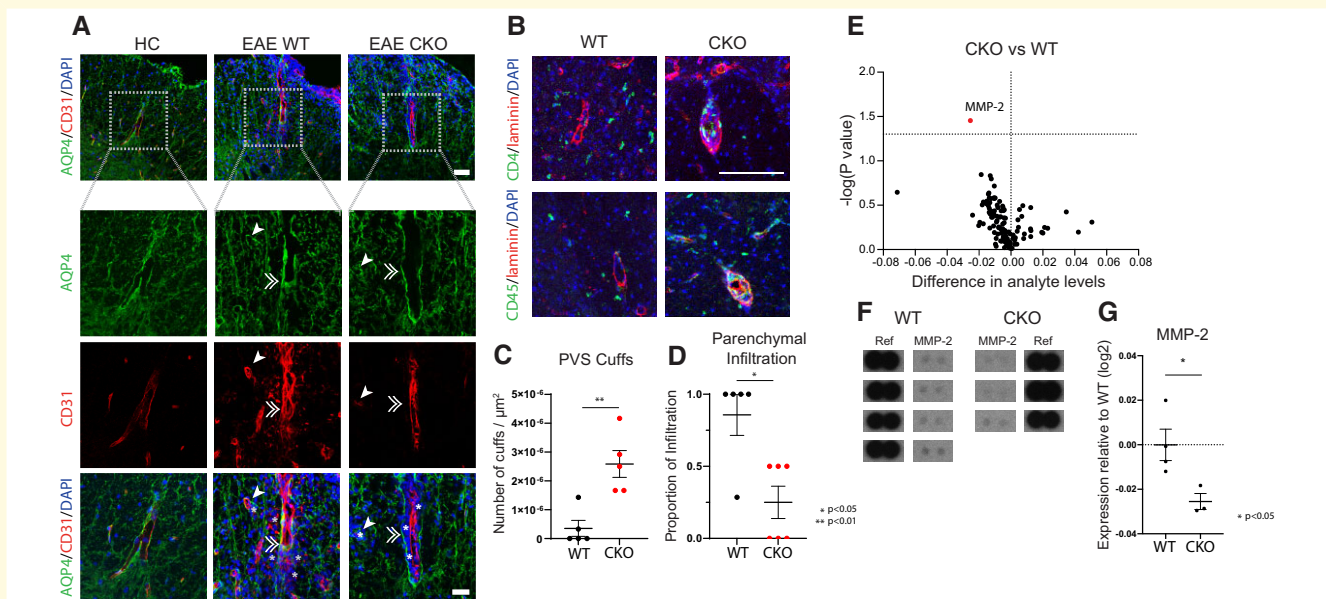 A
HC
EAE WT
EAE CKO
AQP4/CD31/DAPI
AQP4
CD31
AQP4/CD31/DAPI
* * * * * * * *
B
WT
CKO
CD4/laminin/DAPI
CD45/laminin/DAPI
C
PVS Cuffs
Number of cuffs / µm²
5×10⁻⁶
4×10⁻⁶
3×10⁻⁶
2×10⁻⁶
1×10⁻⁶
0
**
WT
CKO
D
Parenchymal
Infiltration
Proportion of Infiltration
1.0
0.5
0.0
*
WT
CKO
* p<0.05
** p<0.01
E
CKO vs WT
-log(P value)
2.0
1.5
1.0
0.5
0.0
MMP-2
-0.08 -0.06 -0.04 -0.02 0.00 0.02 0.04 0.06 0.08
Difference in analyte levels
F
WT
CKO
Ref
MMP-2
MMP-2
Ref
G
MMP-2
Expression relative to WT (log2)
0.04
0.02
0.00
-0.02
-0.04
*
WT
CKO
* p<0.05